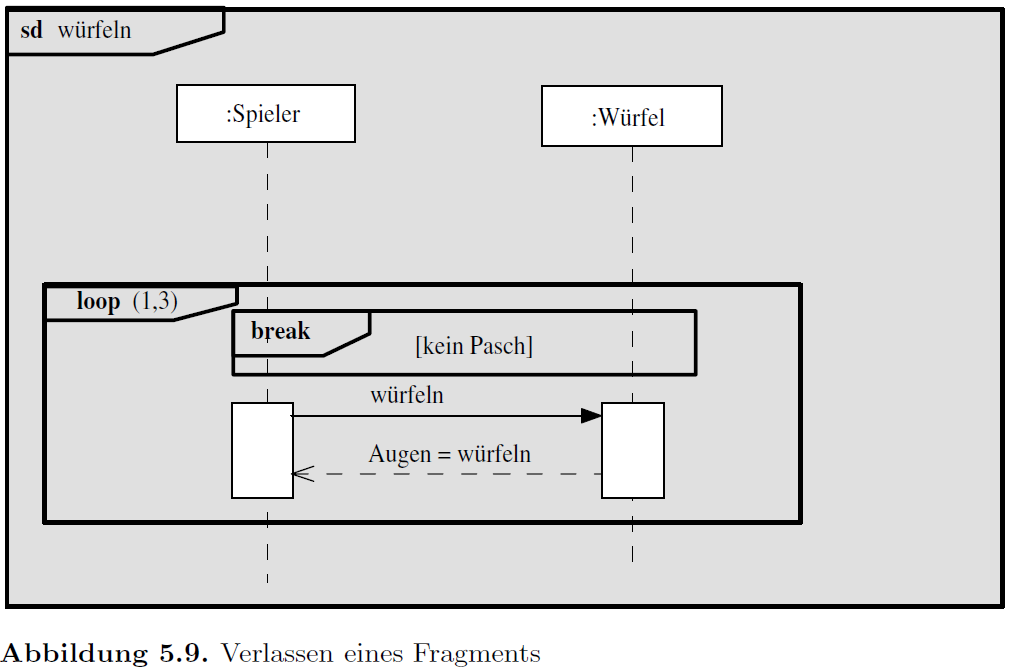 sd würfeln
:Spieler
:Würfel
loop (1,3)
break
[kein Pasch]
würfeln
Augen = würfeln
Abbildung 5.9. Verlassen eines Fragments